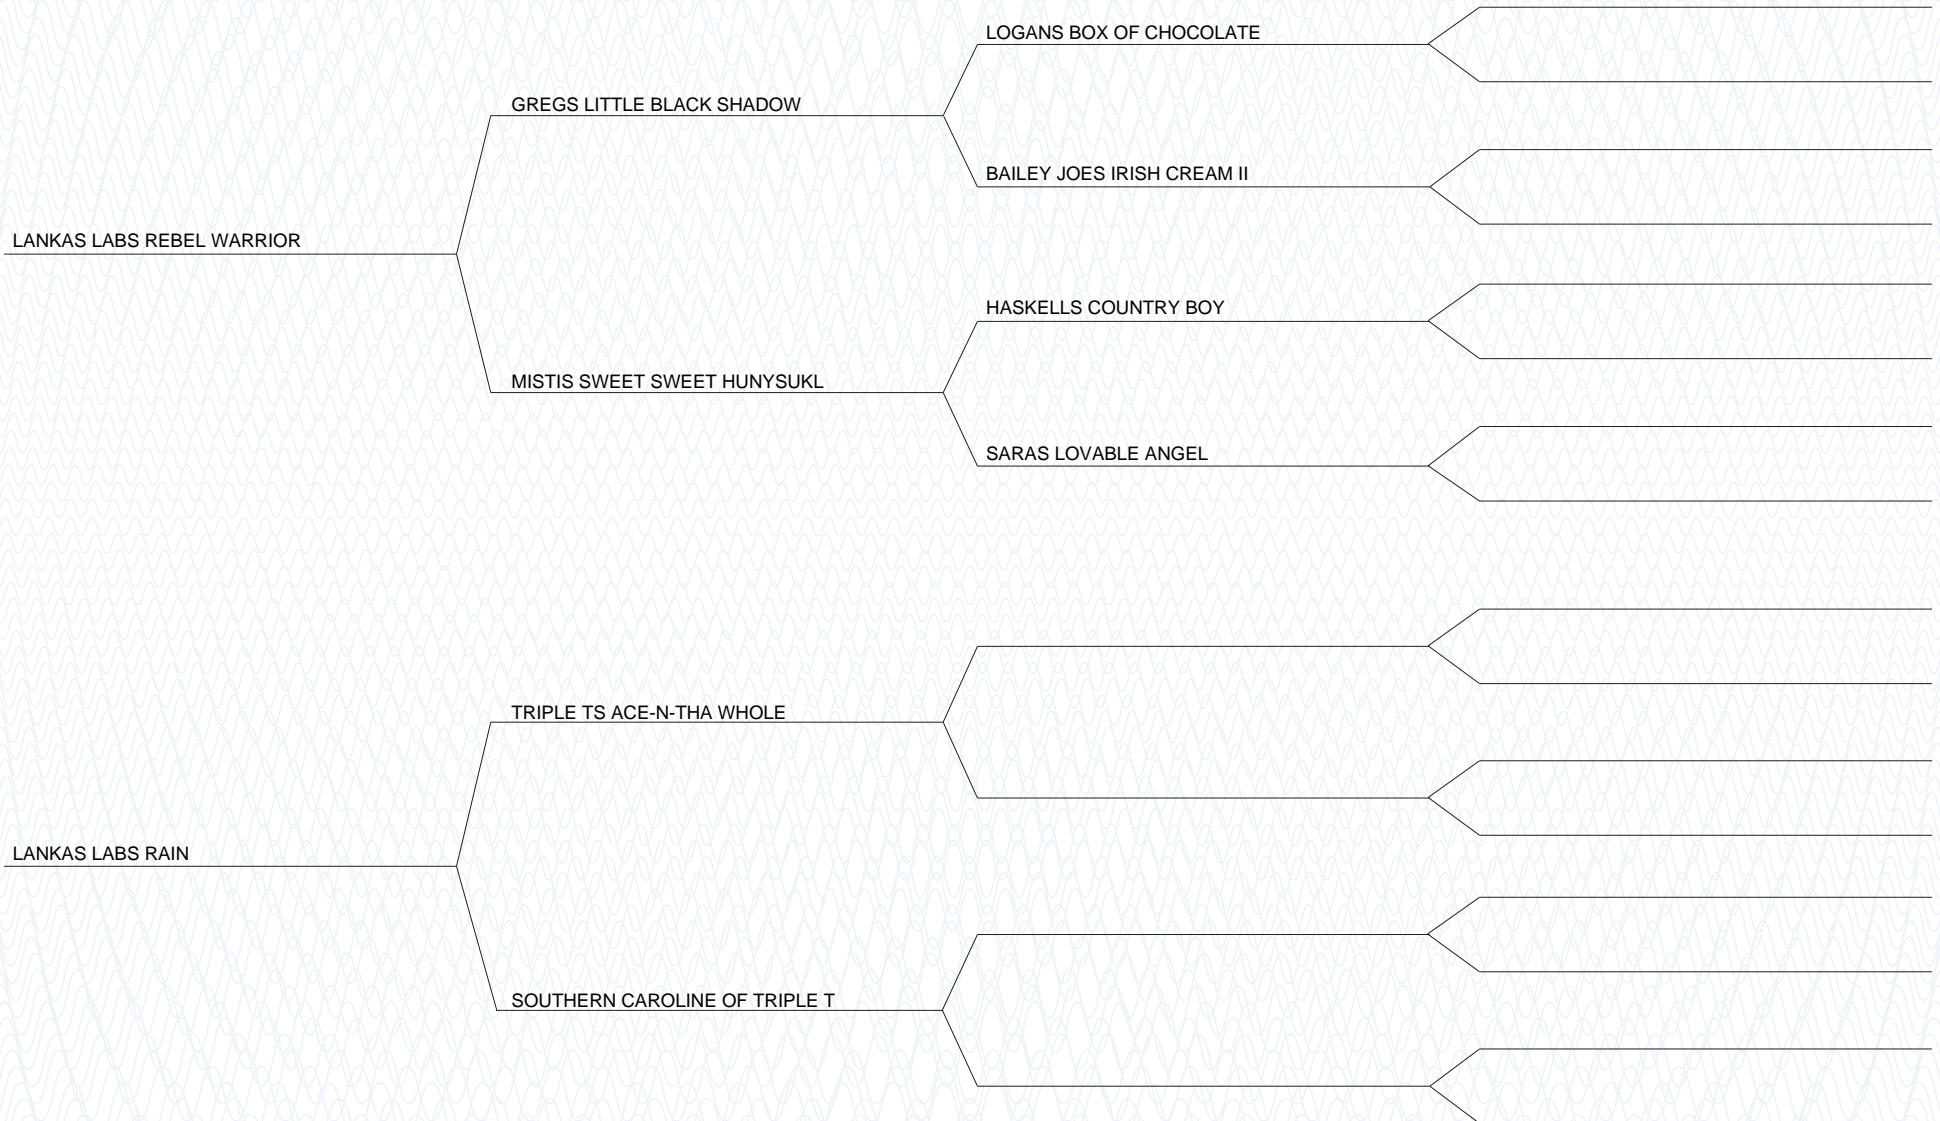 LOGANS BOX OF CHOCOLATE
GREGS LITTLE BLACK SHADOW
BAILEY JOES IRISH CREAM II
LANKAS LABS REBEL WARRIOR
HASKELLS COUNTRY BOY
MISTIS SWEET SWEET HUNYSUKL
SARAS LOVABLE ANGEL
TRIPLE TS ACE-N-THA WHOLE
LANKAS LABS RAIN
SOUTHERN CAROLINE OF TRIPLE T